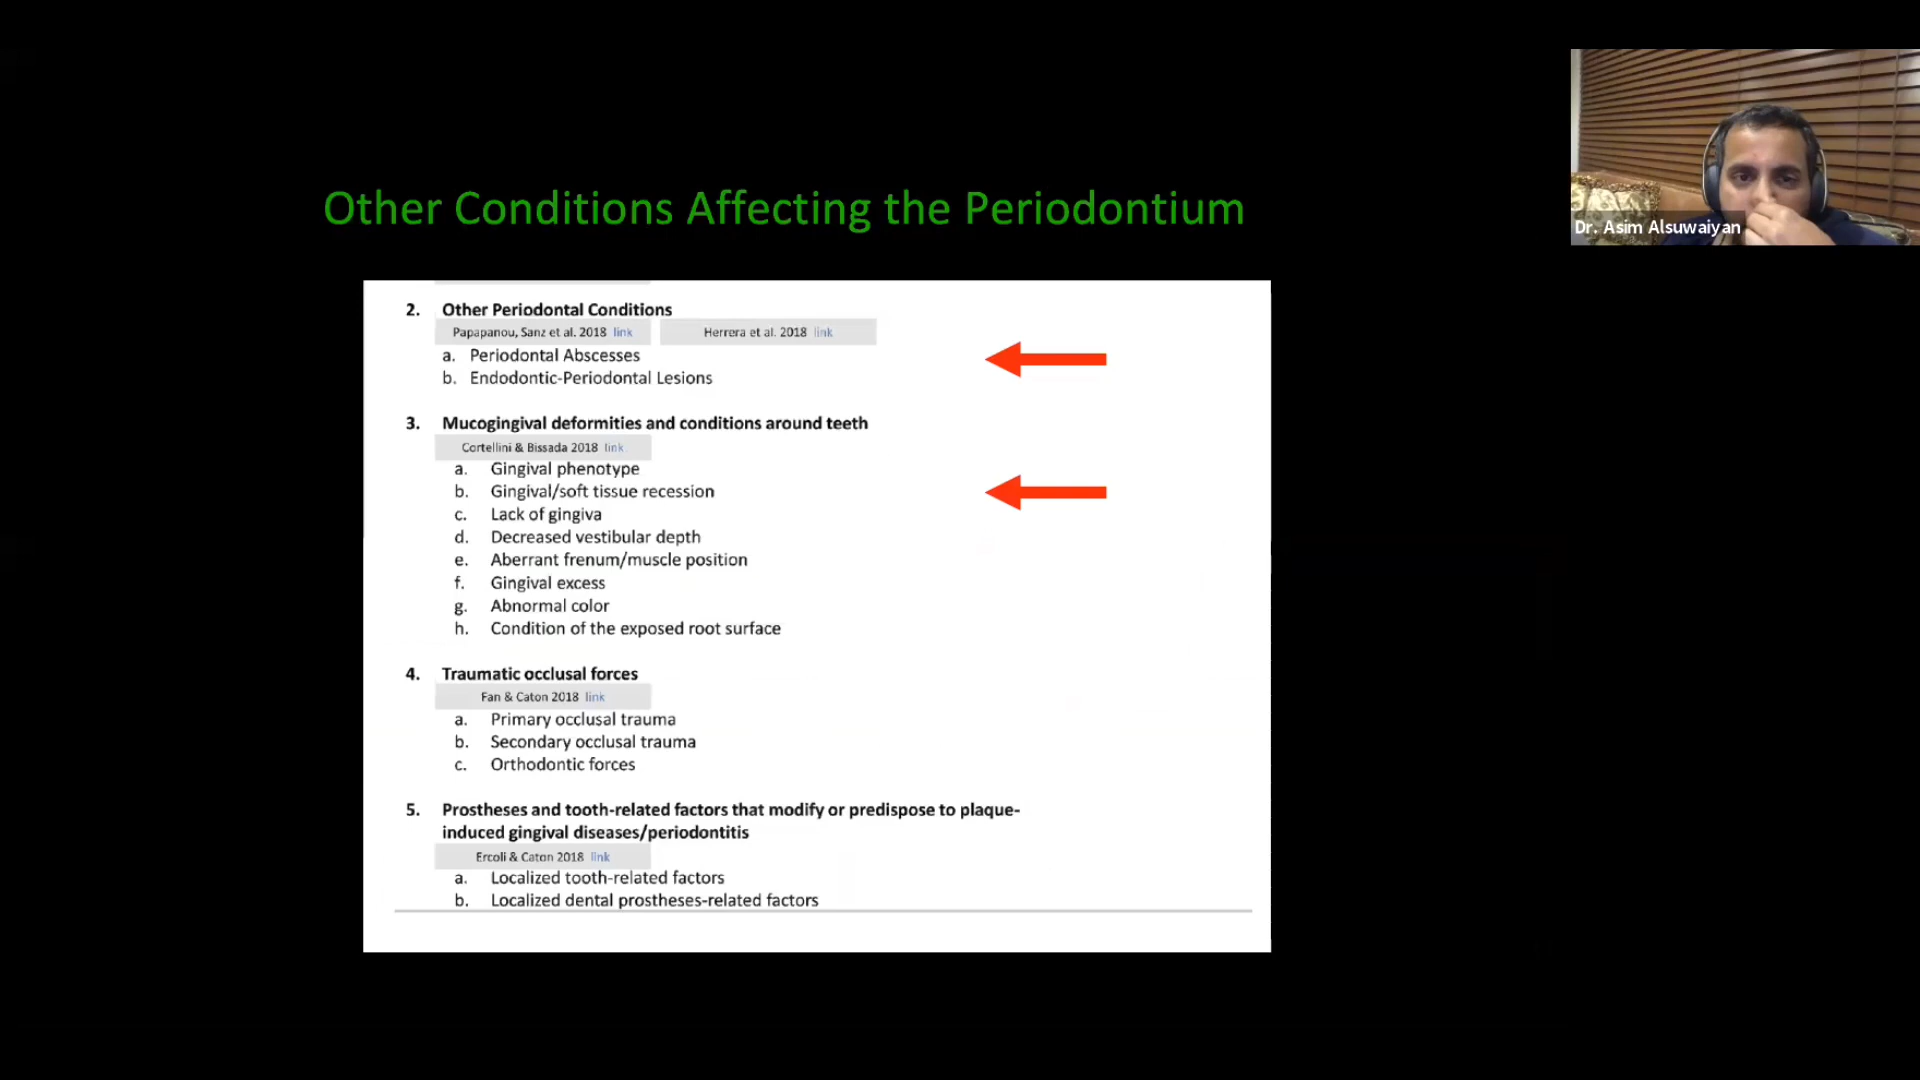 Other Conditions Affecting the Periodontium
Dr. Asim Alsuwaiyan
2. Other Periodontal Conditions
Papapanou, Sanz et al. 2018 link Herrera et al. 2018 link
a. Periodontal Abscesses
b. Endodontic-Periodontal Lesions
3. Mucogingival deformities and conditions around teeth
Cortellini & Bissada 2018 link
a. Gingival phenotype
b. Gingival/soft tissue recession
c. Lack of gingiva
d. Decreased vestibular depth
e. Aberrant frenum/muscle position
f. Gingival excess
g. Abnormal color
h. Condition of the exposed root surface
4. Traumatic occlusal forces
Fan & Caton 2018 link
a. Primary occlusal trauma
b. Secondary occlusal trauma
c. Orthodontic forces
5. Prostheses and tooth-related factors that modify or predispose to plaque-
induced gingival diseases/periodontitis
Ercoli & Caton 2018 link
a. Localized tooth-related factors
b. Localized dental prostheses-related factors